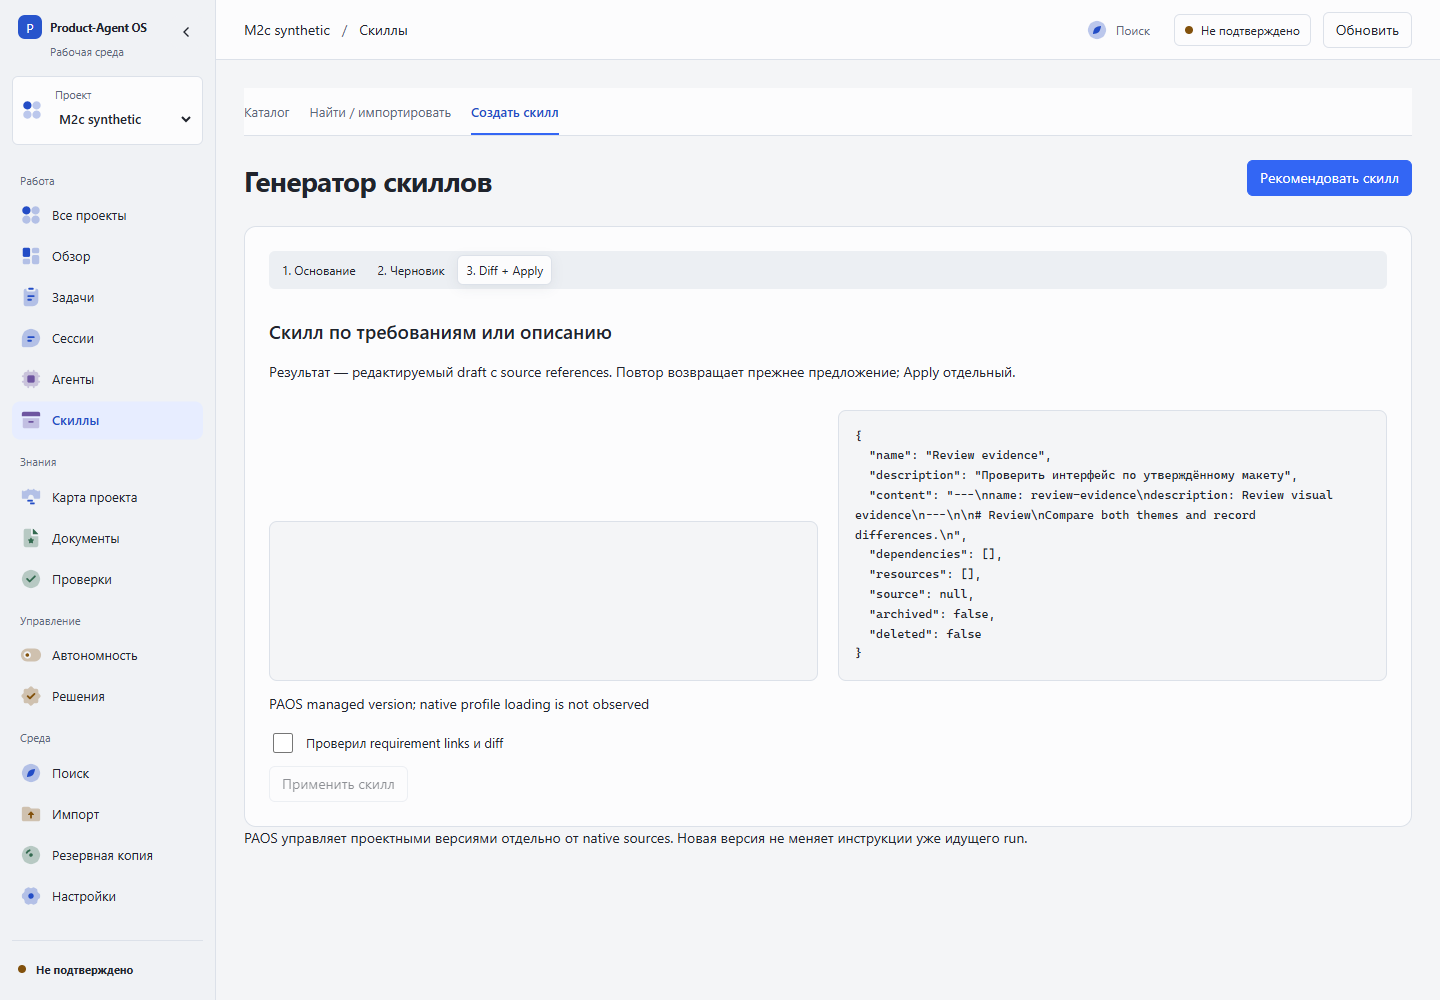 P
Product-Agent OS
Рабочая среда
Проект
M2c synthetic
Работа
Все проекты
Обзор
Задачи
Сессии
Агенты
Скиллы
Знания
Карта проекта
Документы
Проверки
Управление
Автономность
Решения
Среда
Поиск
Импорт
Резервная копия
Настройки
Не подтверждено
M2c synthetic / Скиллы
Поиск
Не подтверждено
Обновить
Каталог
Найти / импортировать
Создать скилл
Генератор скиллов
Рекомендовать скилл
1. Основание
2. Черновик
3. Diff + Apply
Скилл по требованиям или описанию
Результат — редактируемый draft с source references. Повтор возвращает прежнее предложение; Apply отдельный.
{
  "name": "Review evidence",
  "description": "Проверить интерфейс по утверждённому макету",
  "content": "---\nname: review-evidence\ndescription: Review visual
evidence\n---\n\n# Review\nCompare both themes and record
differences.\n",
  "dependencies": [],
  "resources": [],
  "source": null,
  "archived": false,
  "deleted": false
}
PAOS managed version; native profile loading is not observed
Проверил requirement links и diff
Применить скилл
PAOS управляет проектными версиями отдельно от native sources. Новая версия не меняет инструкции уже идущего run.